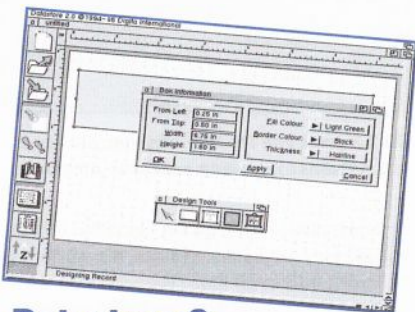 Datastore 2.0 ©1994-96 Digita International
untitled
Box Information
From Left: 0.25 in
From Top: 0.50 in
Width: 4.75 in
Height: 1.60 in
Fill Colour: Light Green
Border Colour: Black
Thickness: Hairline
OK
Apply
Cancel
Design Tools
Designing Record